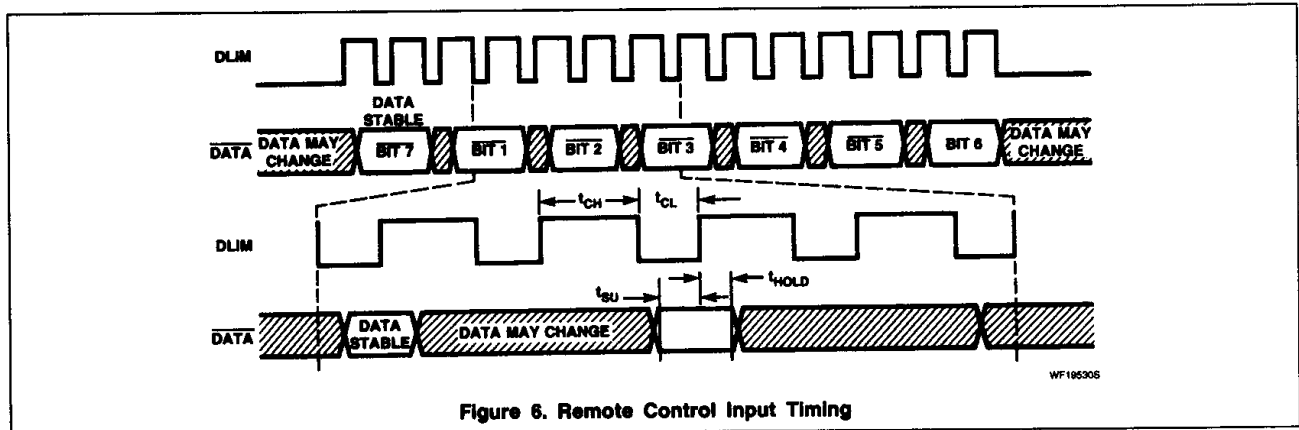 DLIM
DATA STABLE
DATA
DATA MAY CHANGE
BIT 7
BIT 1
BIT 2
BIT 3
BIT 4
BIT 5
BIT 6
DATA MAY CHANGE
tCH
tCL
DLIM
tSU
tHOLD
DATA
DATA STABLE
DATA MAY CHANGE
WF19530S
Figure 6. Remote Control Input Timing